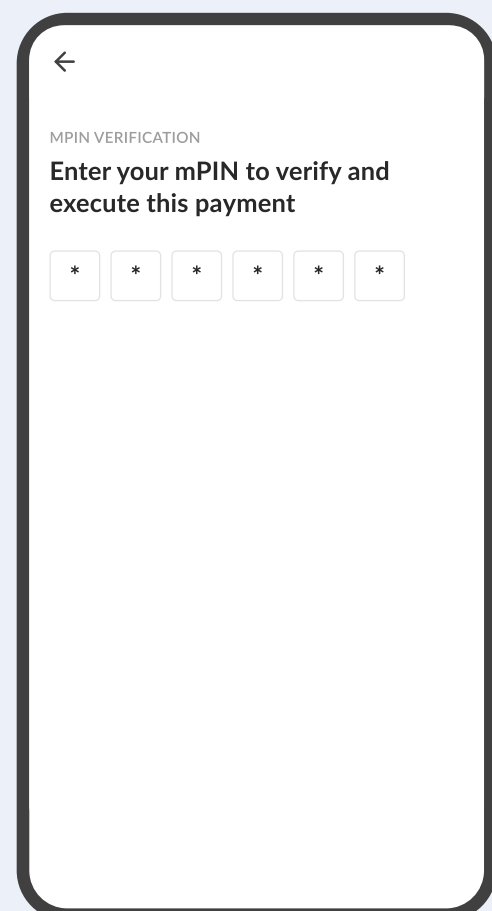 MPIN VERIFICATION
Enter your mPIN to verify and
execute this payment
* * * * * *